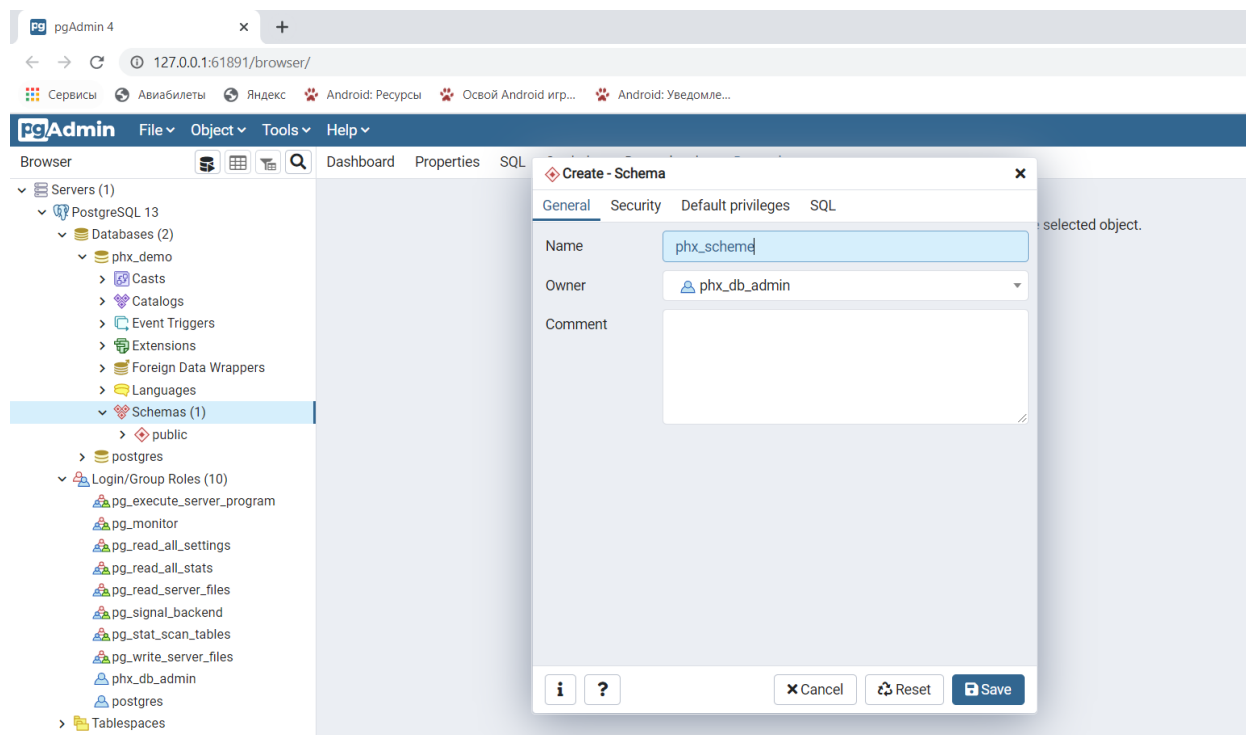 pgAdmin 4
127.0.0.1:61891/browser/
Сервисы Авиабилеты Яндекс Android: Ресурсы Освой Android игр... Android: Уведомле...
pgAdmin File Object Tools Help
Browser Dashboard Properties SQL
Servers (1)
PostgreSQL 13
Databases (2)
phx_demo
Casts
Catalogs
Event Triggers
Extensions
Foreign Data Wrappers
Languages
Schemas (1)
public
postgres
Login/Group Roles (10)
pg_execute_server_program
pg_monitor
pg_read_all_settings
pg_read_all_stats
pg_read_server_files
pg_signal_backend
pg_stat_scan_tables
pg_write_server_files
phx_db_admin
postgres
Tablespaces
selected object.
Create - Schema
General Security Default privileges SQL
Name phx_scheme
Owner phx_db_admin
Comment
i ? Cancel Reset Save